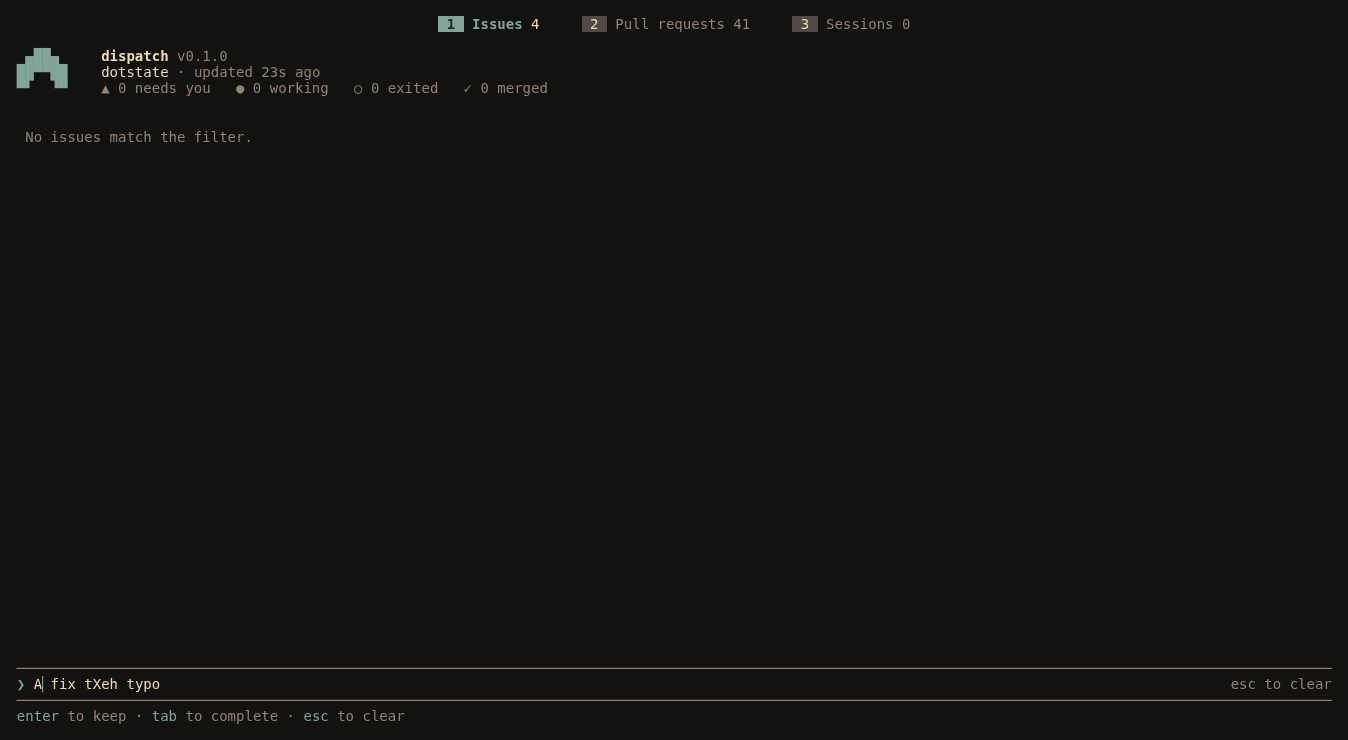 1 Issues 4 2 Pull requests 41 3 Sessions 0
dispatch v0.1.0
dotstate · updated 23s ago
▲ 0 needs you ● 0 working ○ 0 exited ✓ 0 merged
No issues match the filter.
❯ A fix tXeh typo esc to clear
enter to keep · tab to complete · esc to clear